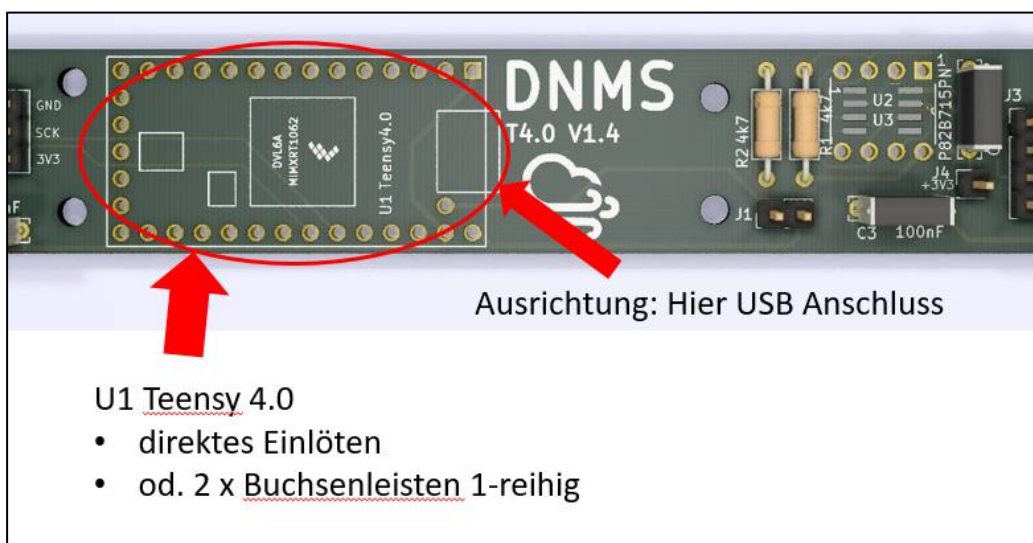 GND
SCK
3V3
DVL6A
MIMXRT1062
U1 Teensy4.0
DNMS
T4.0 V1.4
R2 4k7
R1 4k7
1
U2
U3
P82B715PN
J3
J4
+3V3
J1
C3 100nF
Ausrichtung: Hier USB Anschluss
U1 Teensy 4.0
• direktes Einlöten
• od. 2 x Buchsenleisten 1-reihig